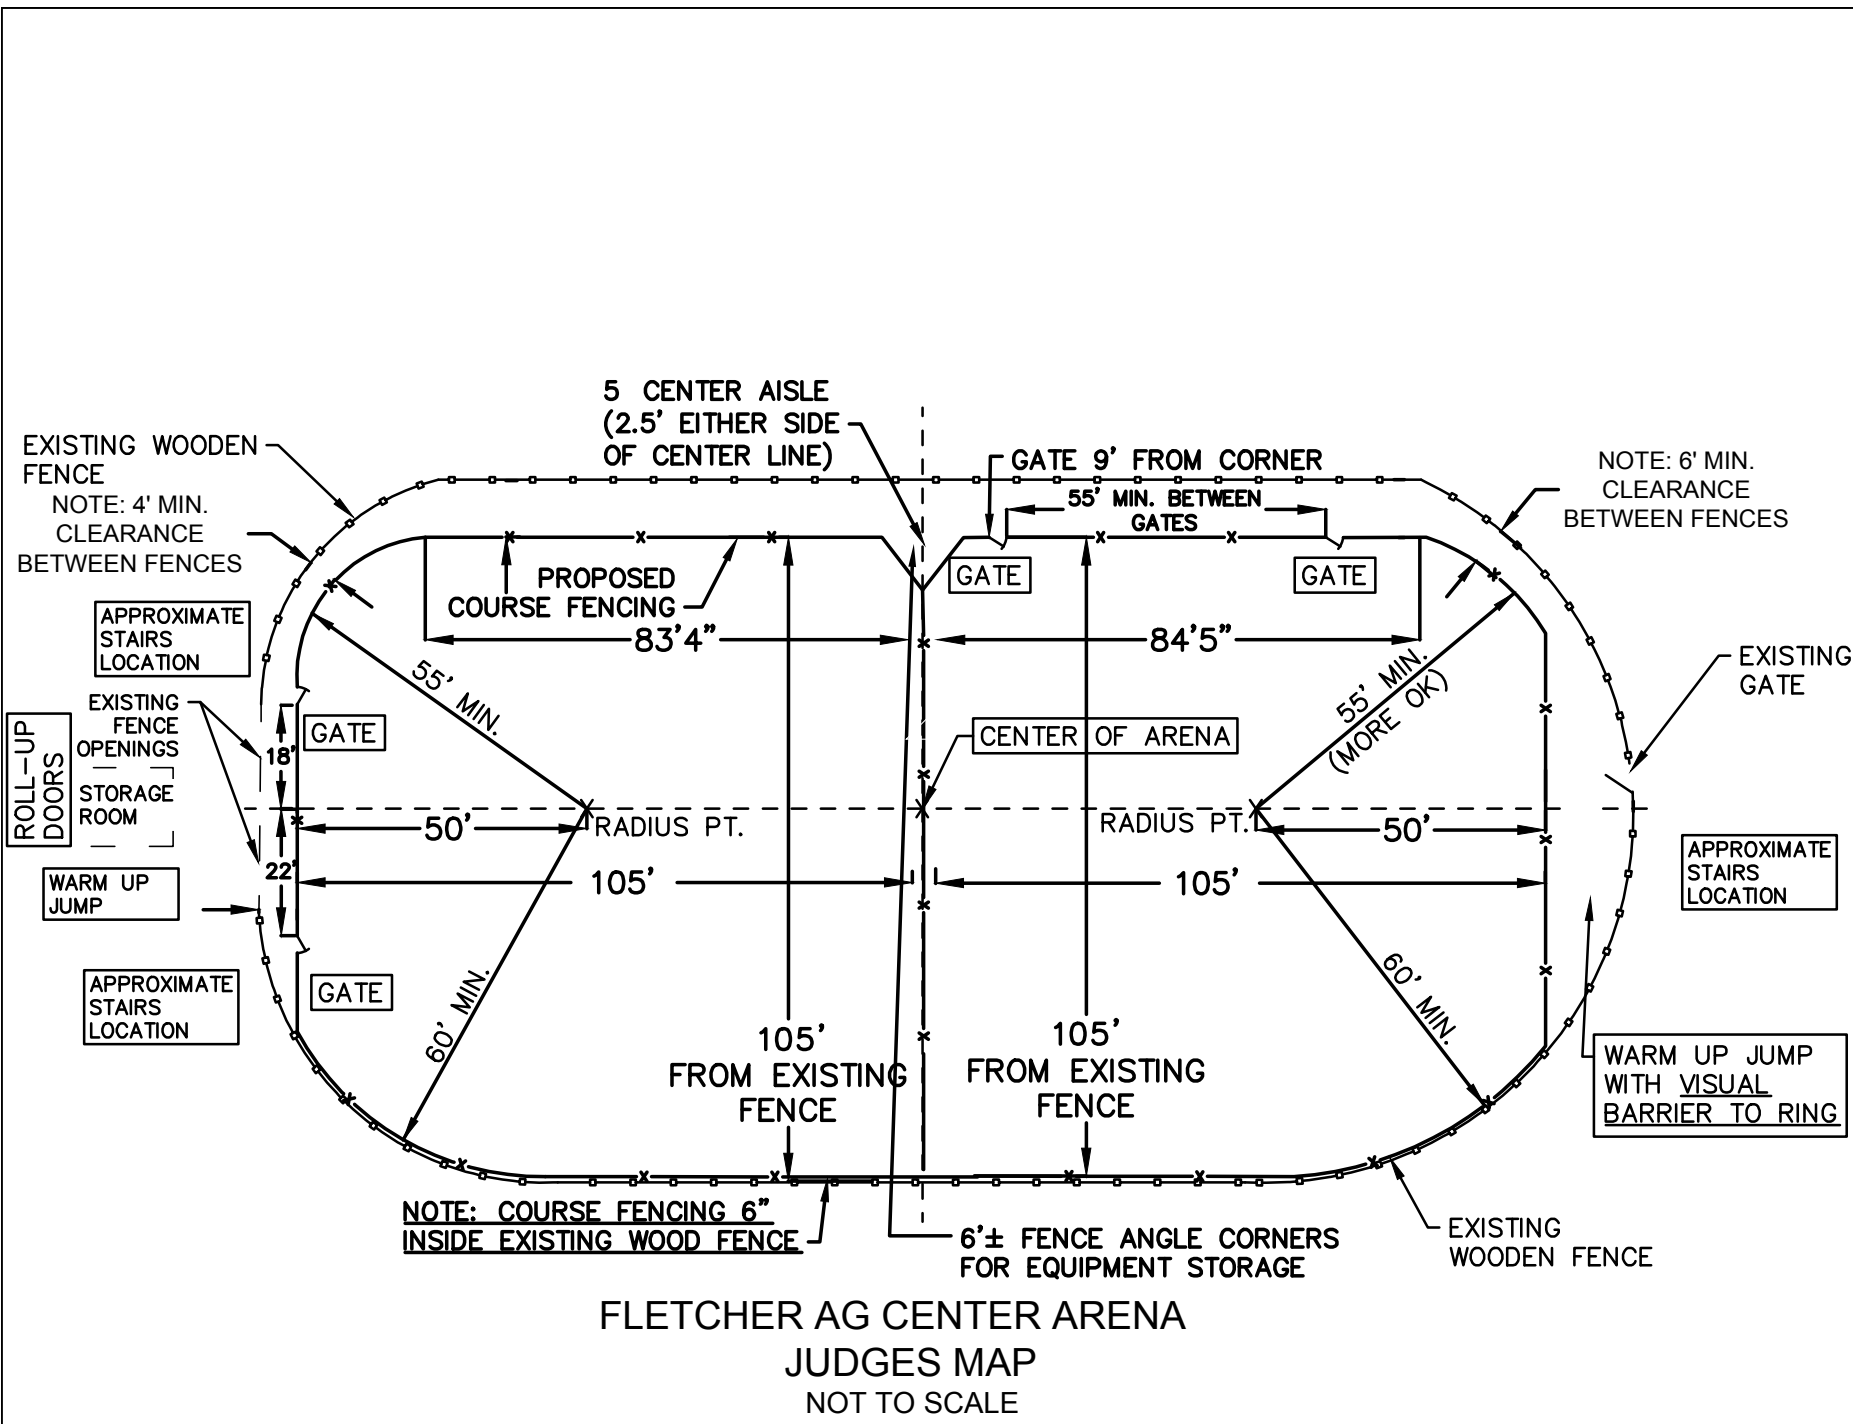 5 CENTER AISLE
(2.5' EITHER SIDE
OF CENTER LINE)
EXISTING WOODEN
FENCE
NOTE: 4' MIN.
CLEARANCE
BETWEEN FENCES
GATE 9' FROM CORNER
55' MIN. BETWEEN
GATES
NOTE: 6' MIN.
CLEARANCE
BETWEEN FENCES
PROPOSED
COURSE FENCING
GATE
GATE
83'4"
84'5"
APPROXIMATE
STAIRS
LOCATION
55' MIN.
55' MIN.
(MORE OK)
EXISTING
GATE
EXISTING
FENCE
OPENINGS
GATE
18'
CENTER OF ARENA
ROLL-UP
DOORS
STORAGE
ROOM
50'
RADIUS PT.
RADIUS PT.
50'
22'
105'
105'
WARM UP
JUMP
APPROXIMATE
STAIRS
LOCATION
APPROXIMATE
STAIRS
LOCATION
GATE
60' MIN.
60' MIN.
105'
FROM EXISTING
FENCE
105'
FROM EXISTING
FENCE
WARM UP JUMP
WITH VISUAL
BARRIER TO RING
NOTE: COURSE FENCING 6"
INSIDE EXISTING WOOD FENCE
6'± FENCE ANGLE CORNERS
FOR EQUIPMENT STORAGE
EXISTING
WOODEN FENCE
FLETCHER AG CENTER ARENA
JUDGES MAP
NOT TO SCALE